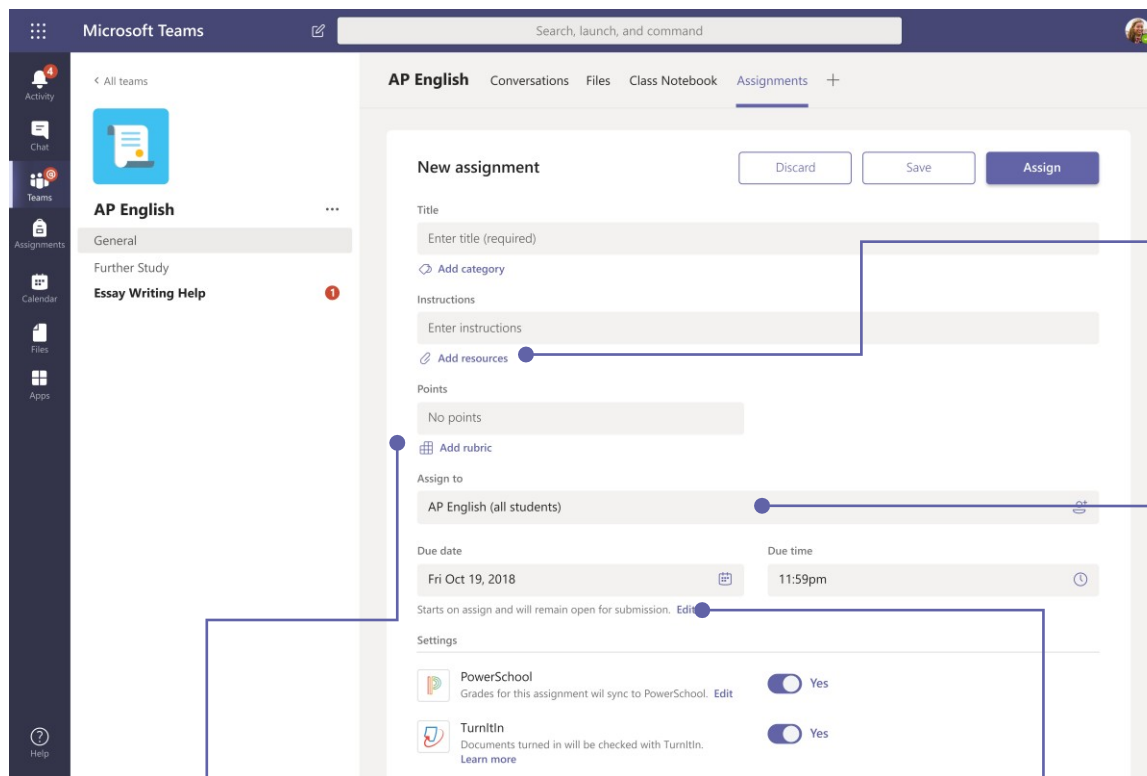 Microsoft Teams
Search, launch, and command
4
Activity
Chat
Teams
Assignments
Calendar
Files
Apps
Help
< All teams
AP English
...
General
Further Study
Essay Writing Help
1
AP English Conversations Files Class Notebook Assignments +
New assignment
Discard
Save
Assign
Title
Enter title (required)
Add category
Instructions
Enter instructions
Add resources
Points
No points
Add rubric
Assign to
AP English (all students)
Due date
Due time
Fri Oct 19, 2018
11:59pm
Starts on assign and will remain open for submission. Edit
Settings
PowerSchool
Grades for this assignment wil sync to PowerSchool. Edit
Yes
TurnItIn
Documents turned in will be checked with TurnItIn.
Learn more
Yes